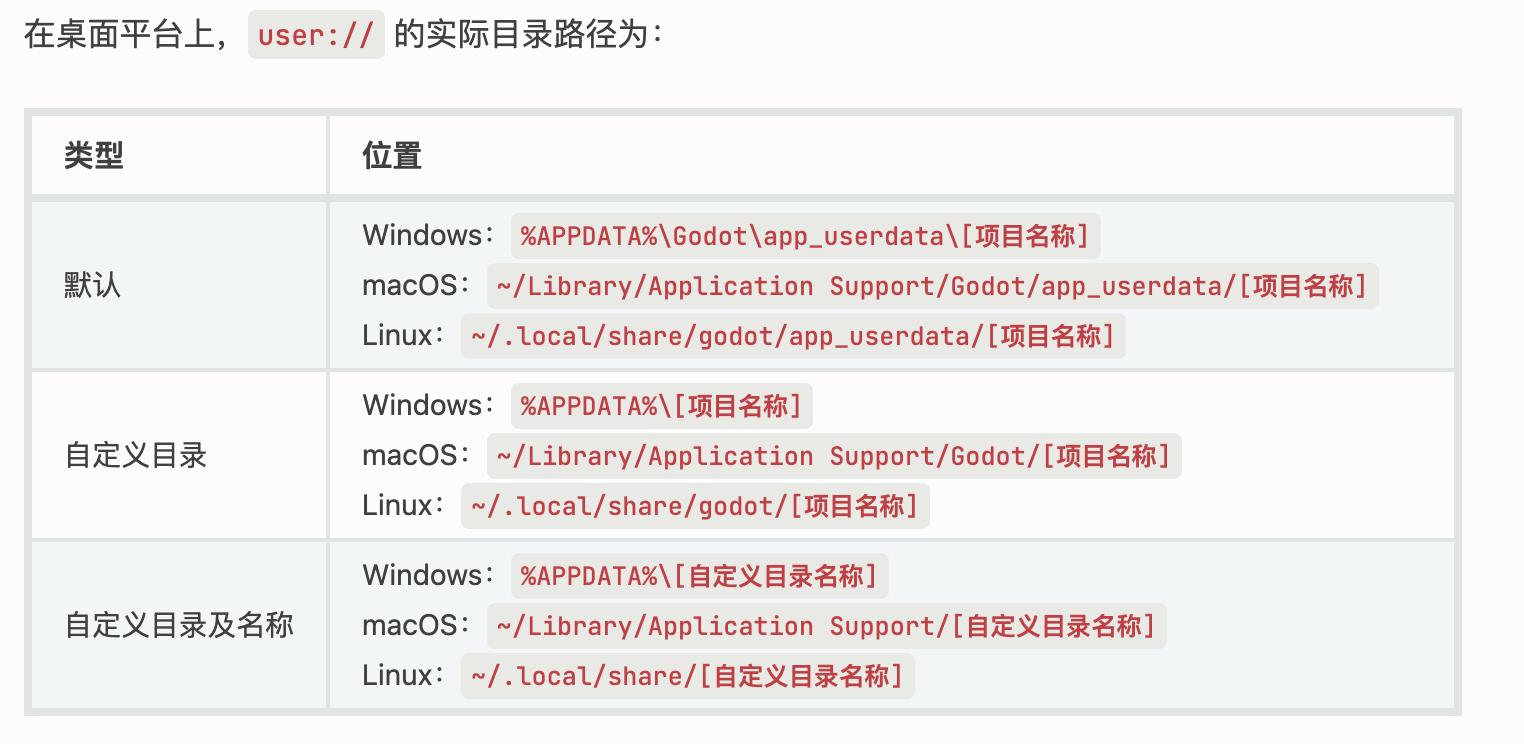 在桌面平台上， user:// 的实际目录路径为：
类型 位置
默认
Windows： %APPDATA%\Godot\app_userdata\[项目名称]
macOS： ~/Library/Application Support/Godot/app_userdata/[项目名称]
Linux： ~/.local/share/godot/app_userdata/[项目名称]
自定义目录
Windows： %APPDATA%\[项目名称]
macOS： ~/Library/Application Support/Godot/[项目名称]
Linux： ~/.local/share/godot/[项目名称]
自定义目录及名称
Windows： %APPDATA%\[自定义目录名称]
macOS： ~/Library/Application Support/[自定义目录名称]
Linux： ~/.local/share/[自定义目录名称]